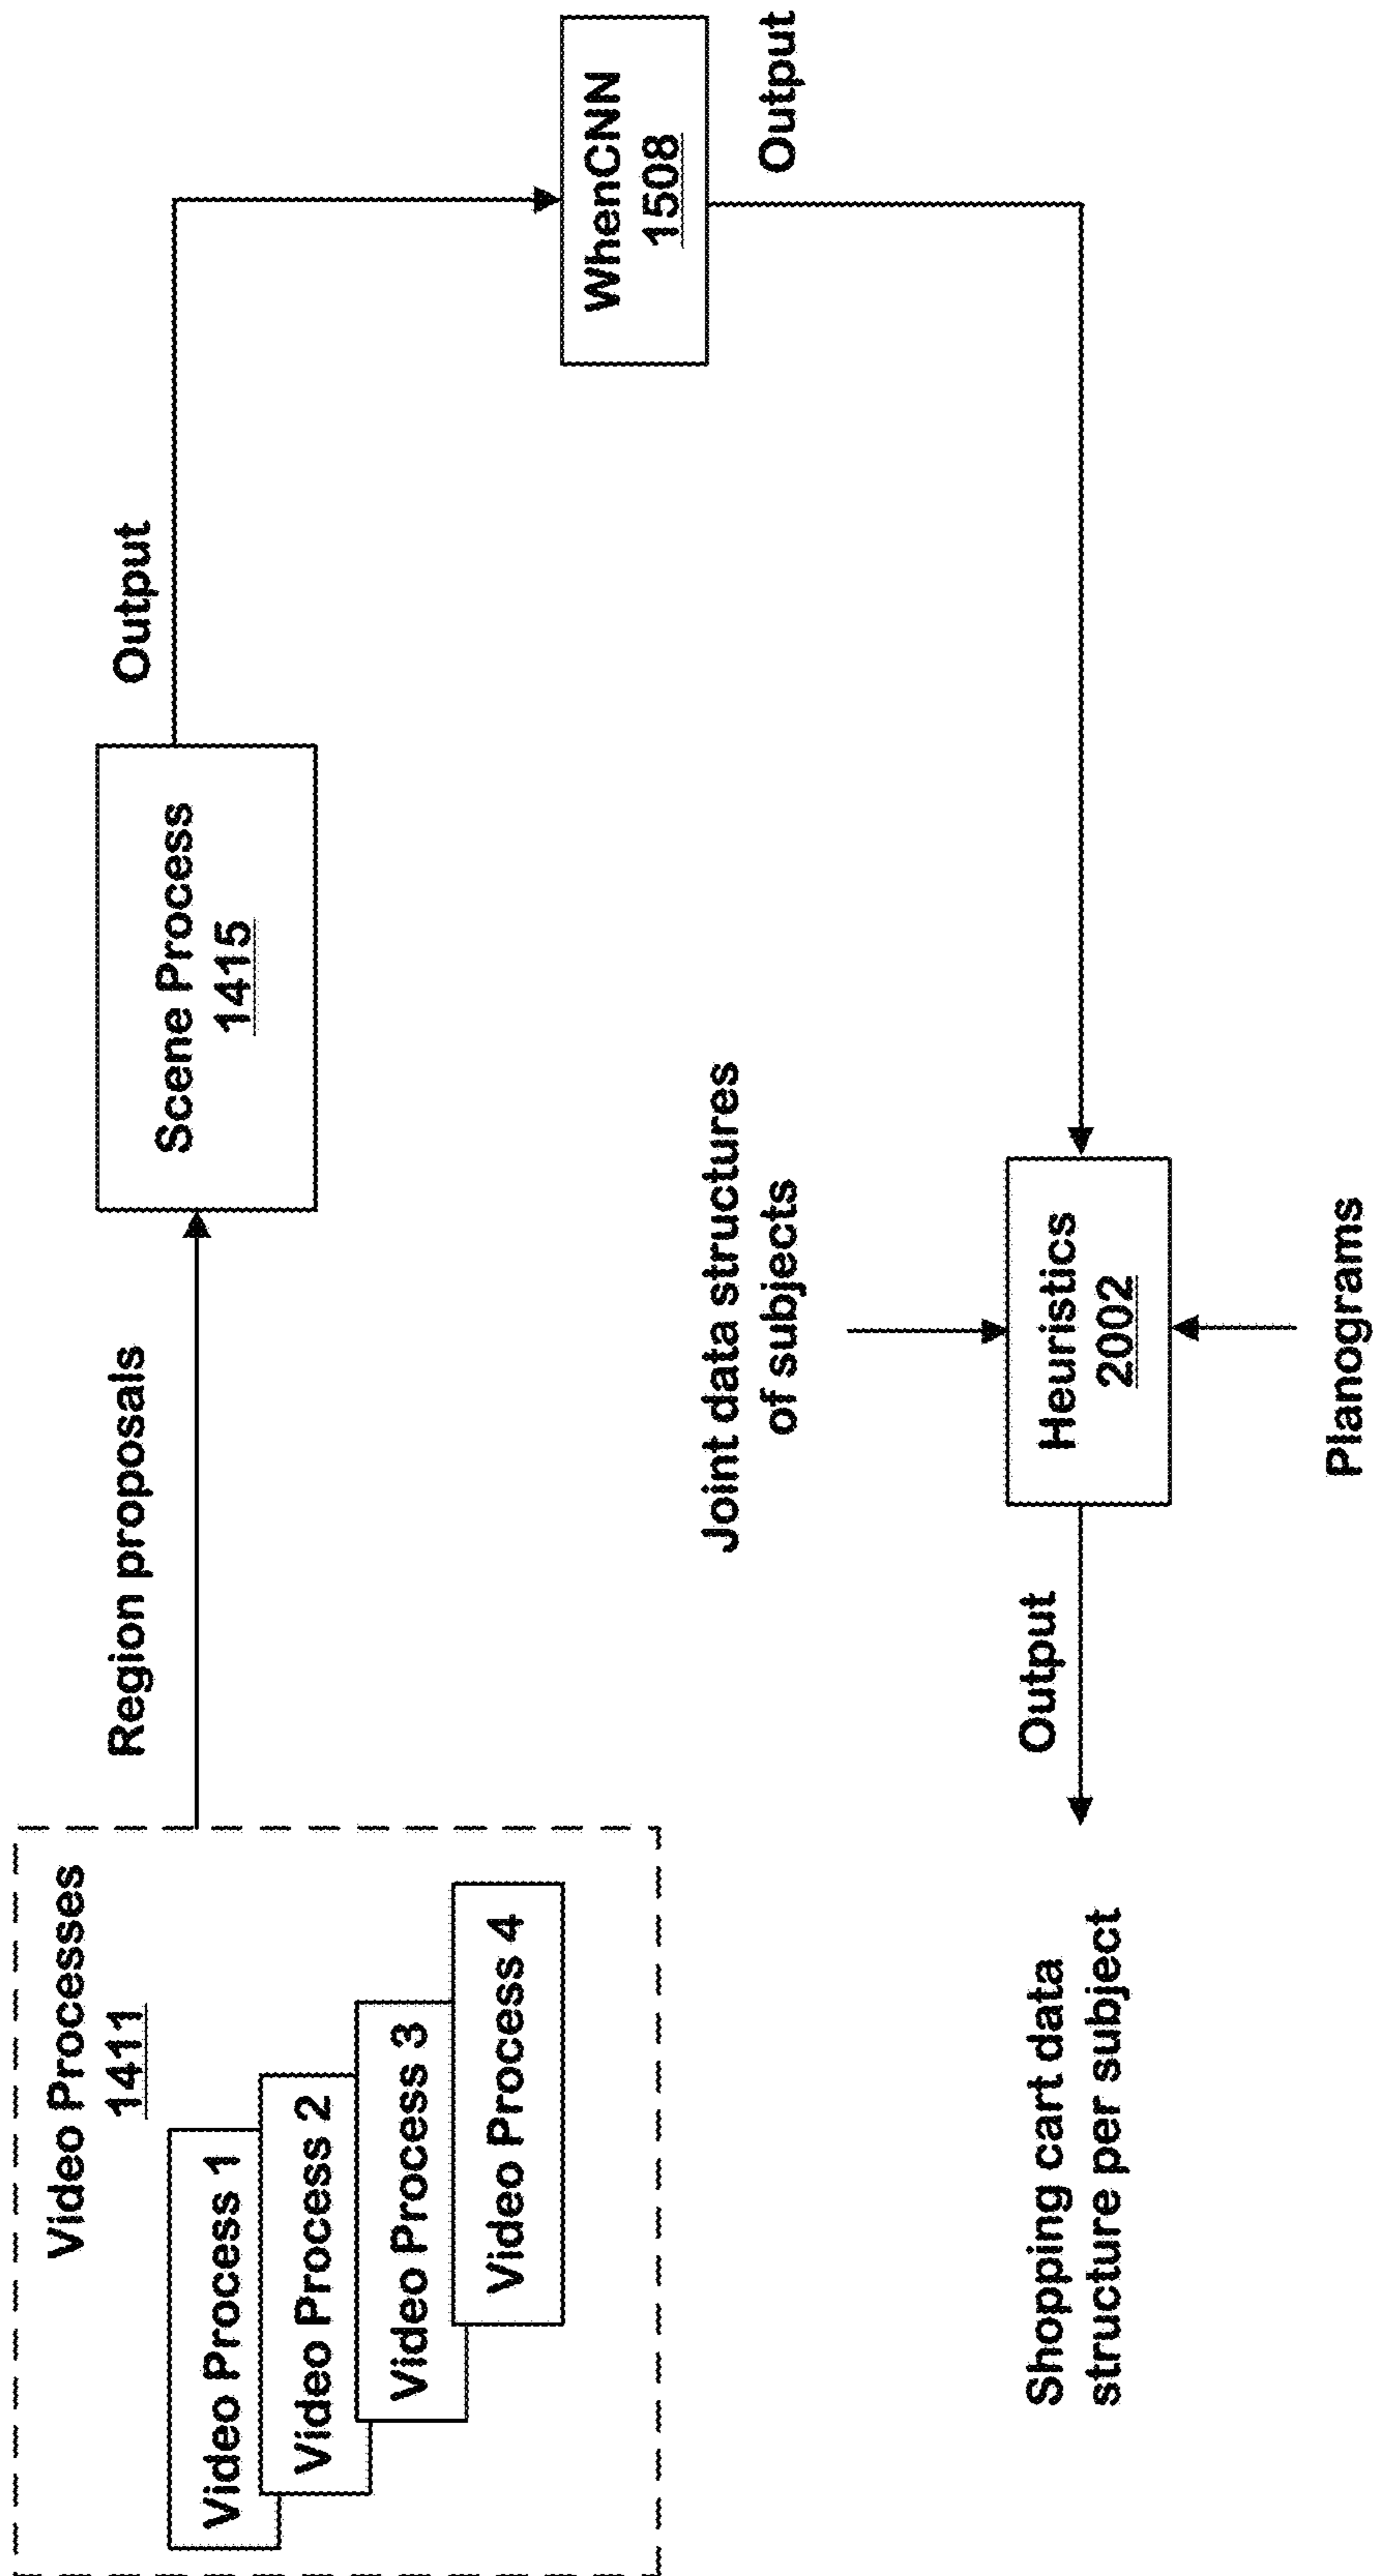 Video Processes
1411
Video Process 1
Video Process 2
Video Process 3
Video Process 4
Region proposals
Scene Process
1415
Output
WhenCNN
1508
Output
Joint data structures
of subjects
Heuristics
2002
Planograms
Output
Shopping cart data
structure per subject